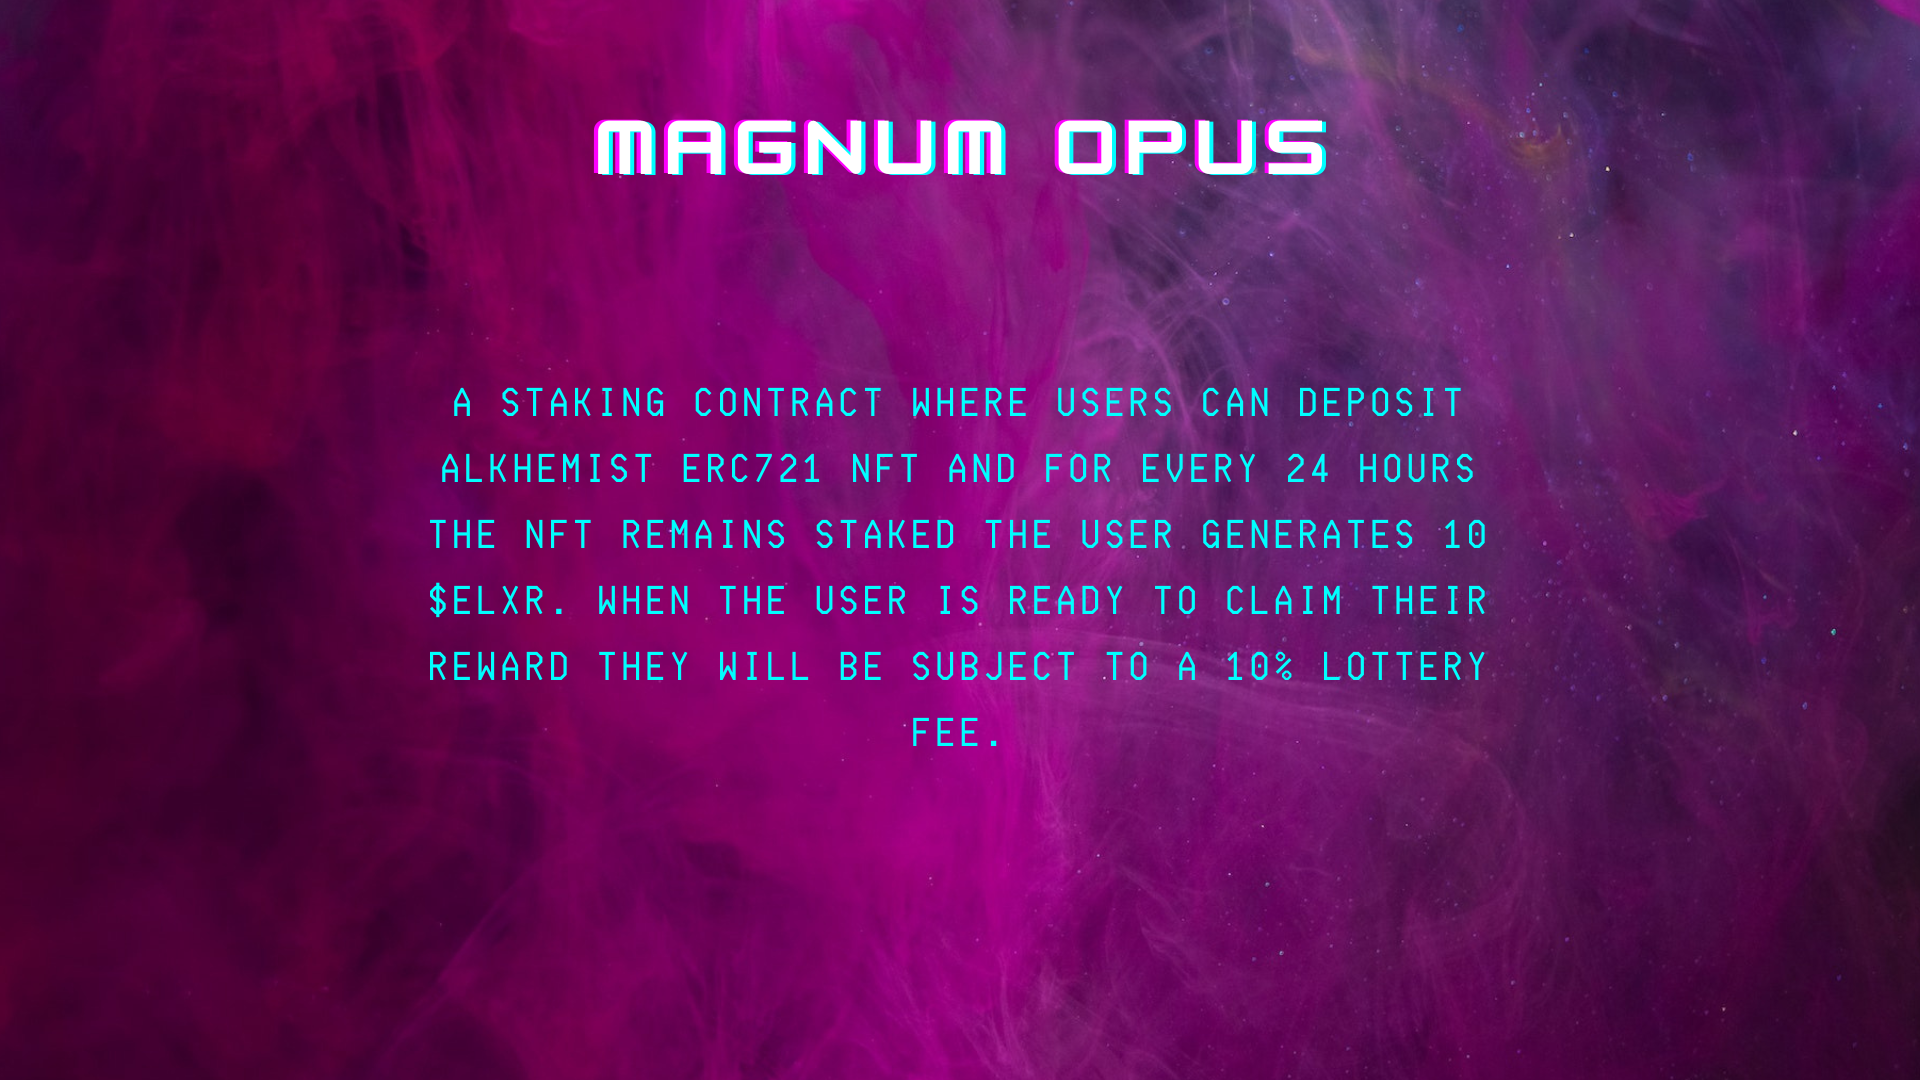 MAGNUM OPUS
A STAKING CONTRACT WHERE USERS CAN DEPOSIT
ALKHEMIST ERC721 NFT AND FOR EVERY 24 HOURS
THE NFT REMAINS STAKED THE USER GENERATES 10
$ELXR. WHEN THE USER IS READY TO CLAIM THEIR
REWARD THEY WILL BE SUBJECT TO A 10% LOTTERY
FEE.